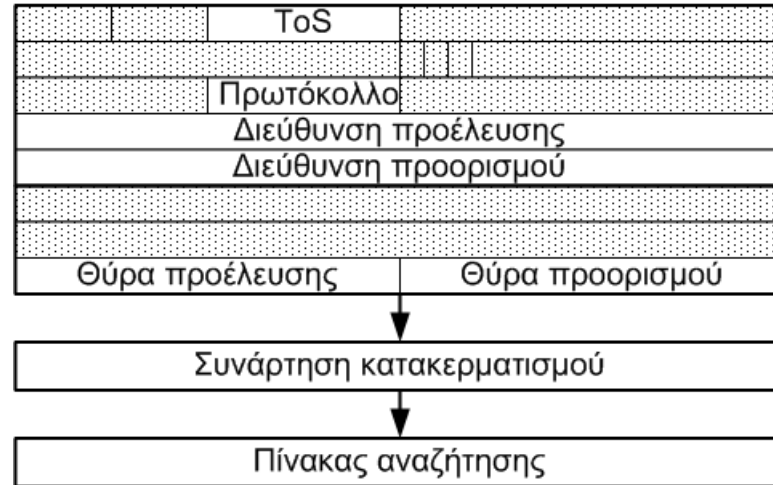 ToS
Πρωτόκολλο
Διεύθυνση προέλευσης
Διεύθυνση προορισμού
Θύρα προέλευσης Θύρα προορισμού
Συνάρτηση κατακερματισμού
Πίνακας αναζήτησης